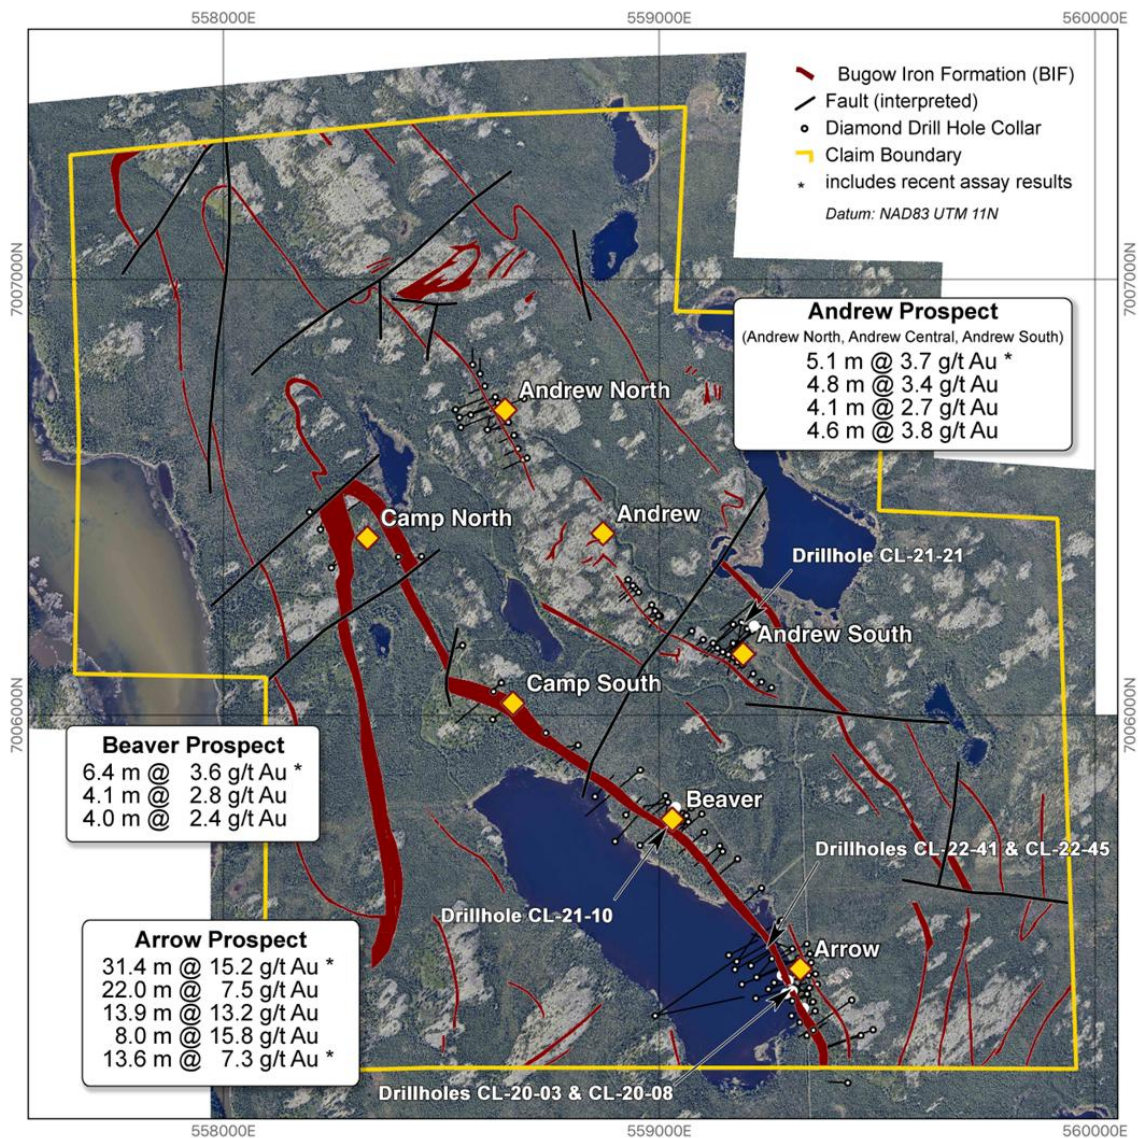 558000E
559000E
560000E
Bugow Iron Formation (BIF)
Fault (interpreted)
Diamond Drill Hole Collar
Claim Boundary
* includes recent assay results
Datum: NAD83 UTM 11N
7007000N
7007000N
Andrew Prospect
(Andrew North, Andrew Central, Andrew South)
5.1 m @ 3.7 g/t Au *
4.8 m @ 3.4 g/t Au
4.1 m @ 2.7 g/t Au
4.6 m @ 3.8 g/t Au
Andrew North
Camp North
Andrew
Drillhole CL-21-21
Andrew South
Camp South
7006000N
7006000N
Beaver Prospect
6.4 m @ 3.6 g/t Au *
4.1 m @ 2.8 g/t Au
4.0 m @ 2.4 g/t Au
Beaver
Drillholes CL-22-41 & CL-22-45
Drillhole CL-21-10
Arrow Prospect
31.4 m @ 15.2 g/t Au *
22.0 m @ 7.5 g/t Au
13.9 m @ 13.2 g/t Au
8.0 m @ 15.8 g/t Au
13.6 m @ 7.3 g/t Au *
Arrow
Drillholes CL-20-03 & CL-20-08
558000E
559000E
560000E